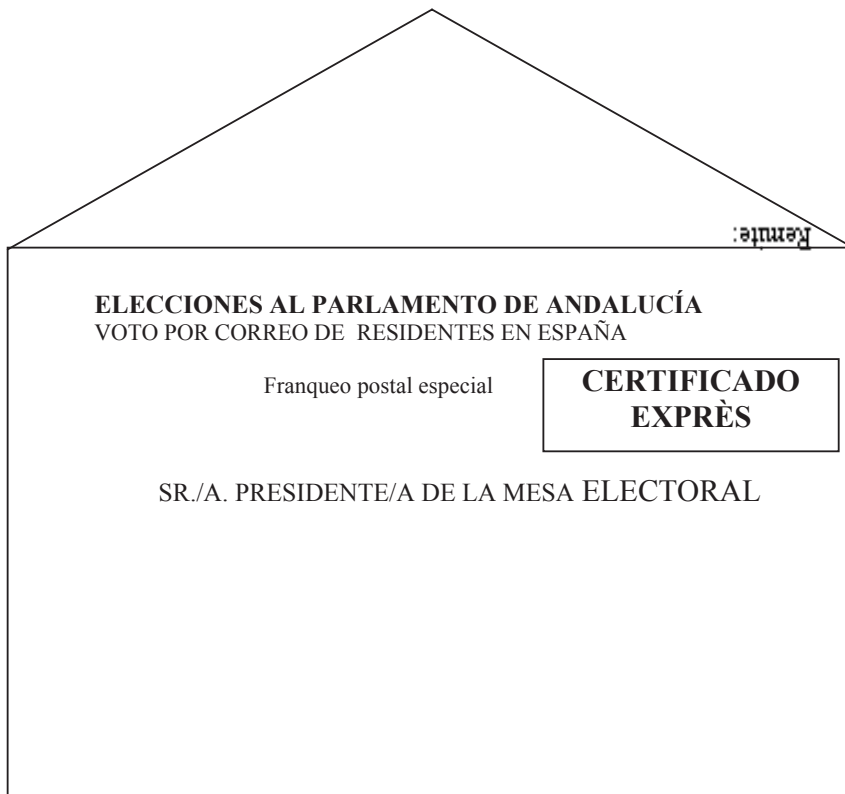 Remite:
ELECCIONES AL PARLAMENTO DE ANDALUCÍA
VOTO POR CORREO DE RESIDENTES EN ESPAÑA
Franqueo postal especial
CERTIFICADO
EXPRÈS
SR./A. PRESIDENTE/A DE LA MESA ELECTORAL